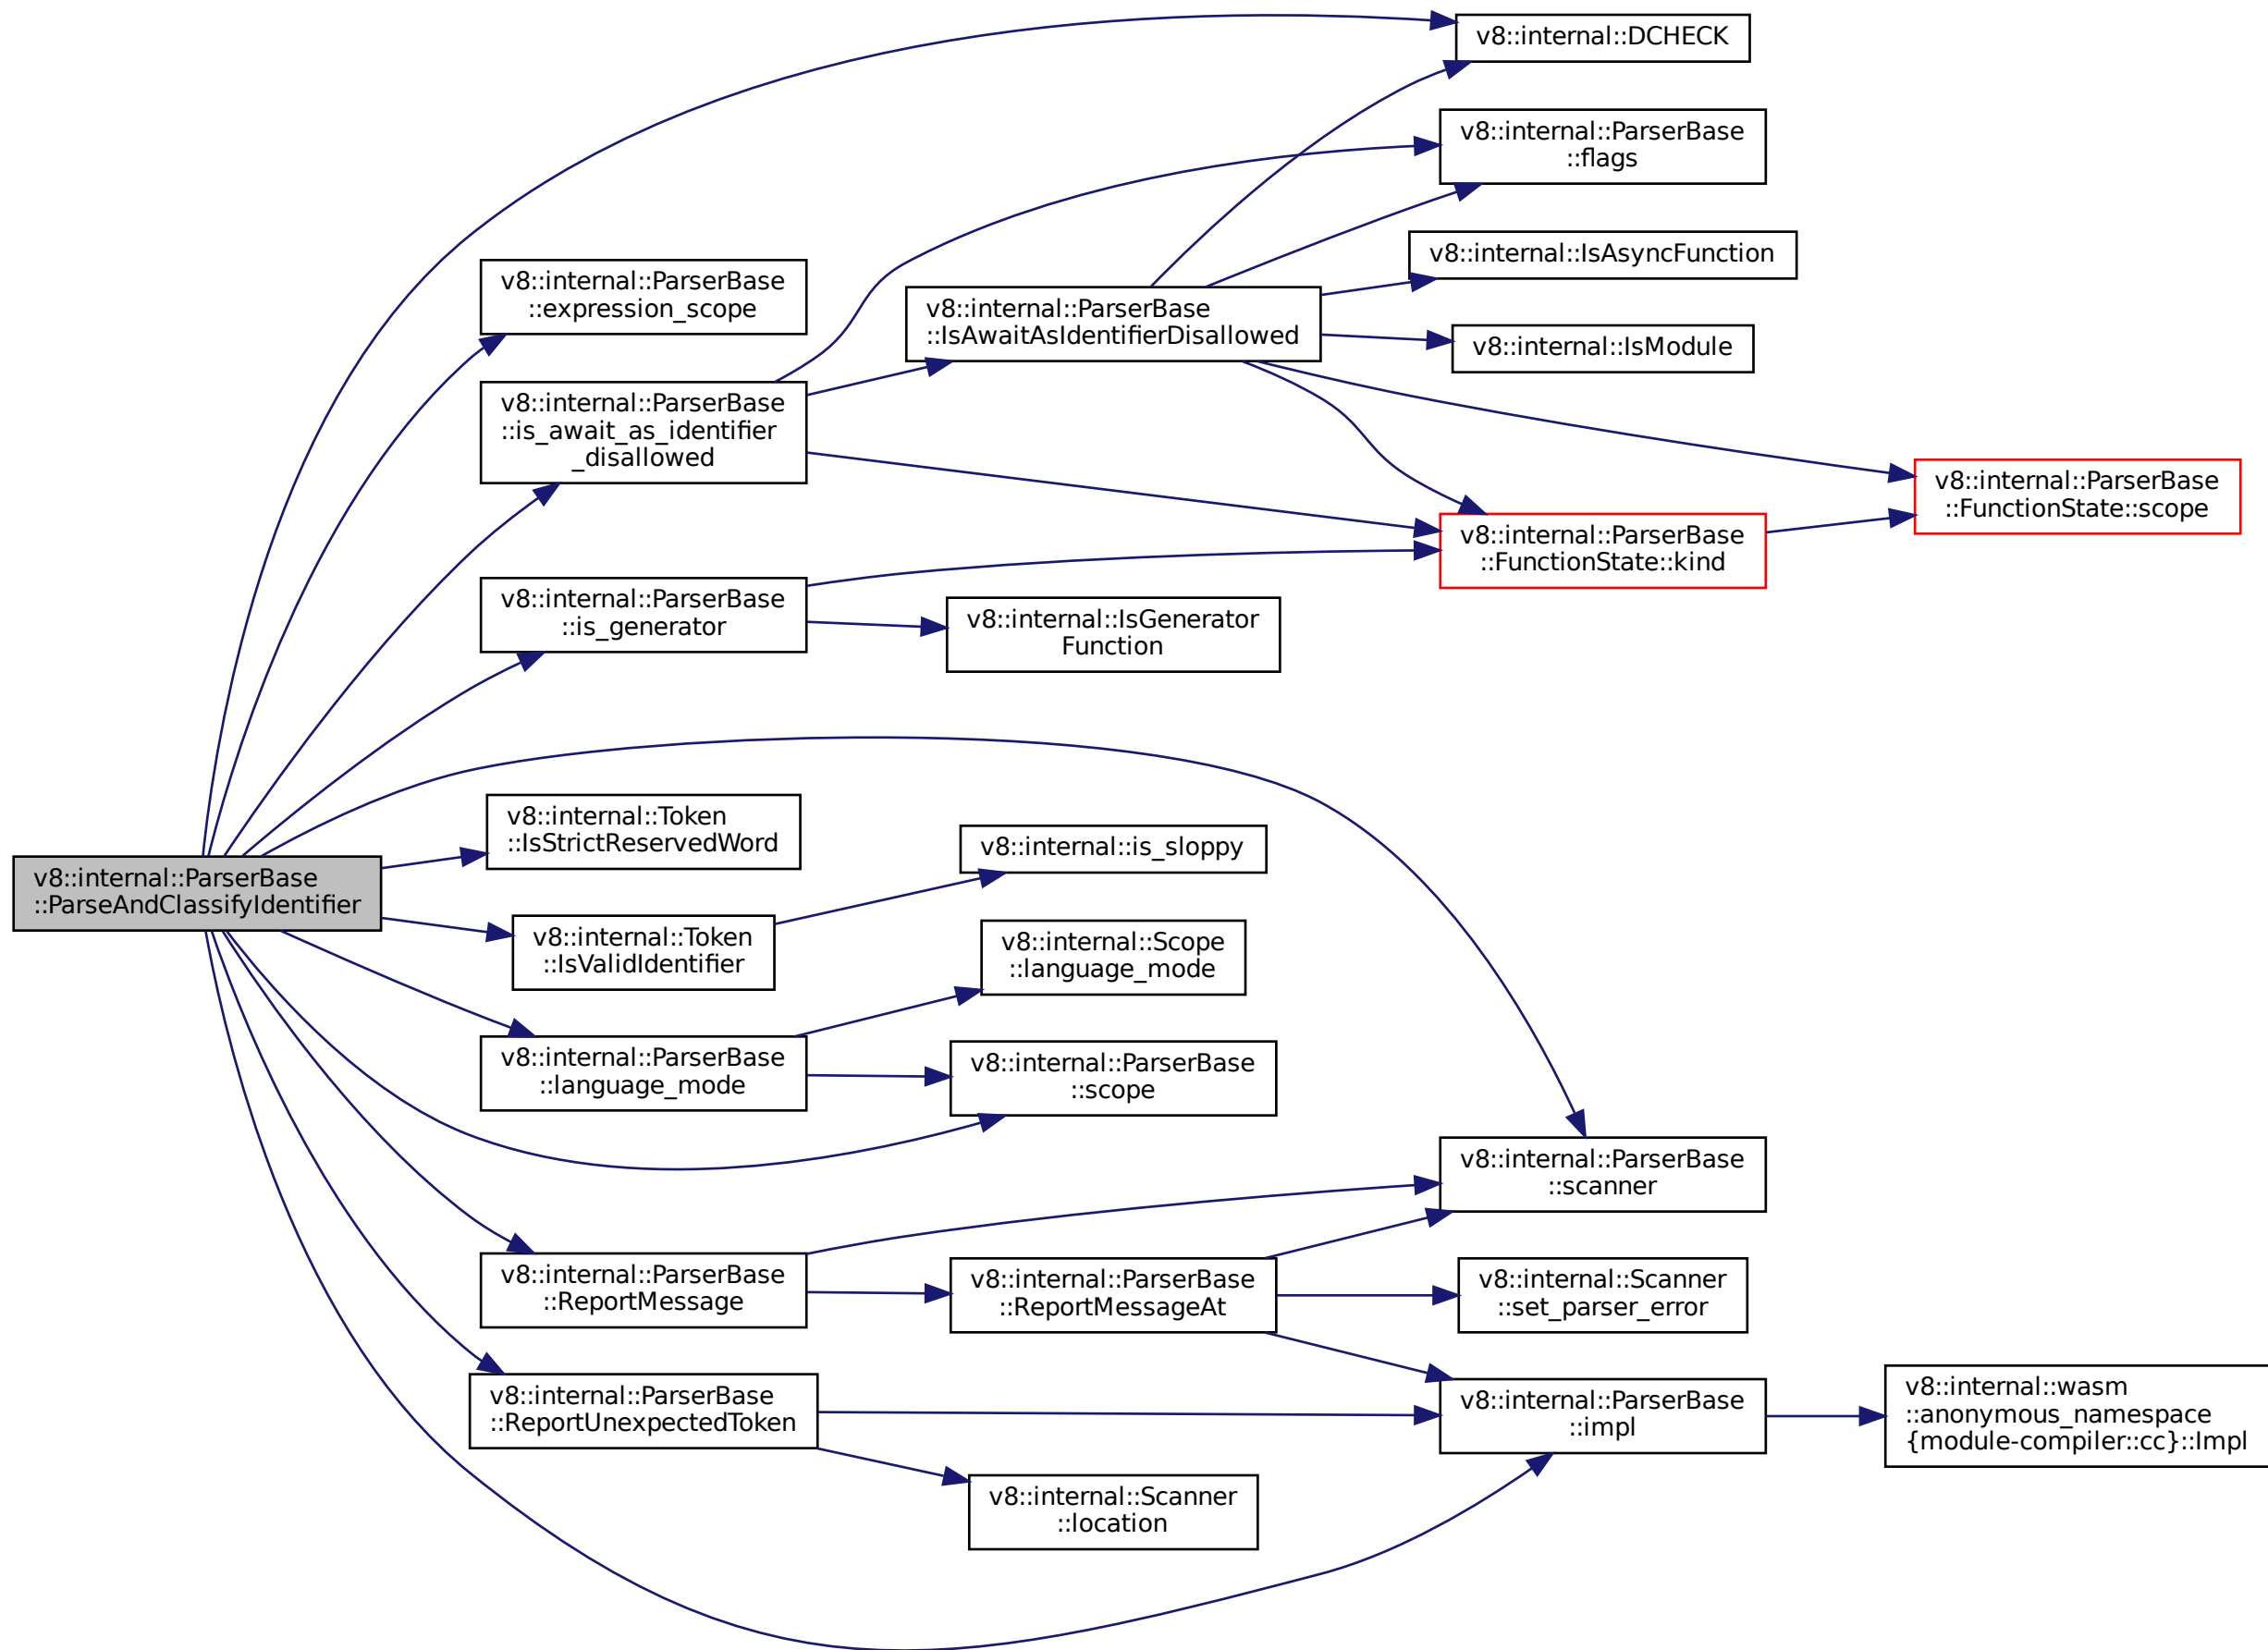 v8::internal::DCHECK
v8::internal::ParserBase
::flags
v8::internal::IsAsyncFunction
v8::internal::ParserBase
::expression_scope
v8::internal::ParserBase
::IsAwaitAsIdentifierDisallowed
v8::internal::IsModule
v8::internal::ParserBase
::is_await_as_identifier
_disallowed
v8::internal::ParserBase
::FunctionState::scope
v8::internal::ParserBase
::FunctionState::kind
v8::internal::ParserBase
::is_generator
v8::internal::IsGenerator
Function
v8::internal::Token
::IsStrictReservedWord
v8::internal::is_sloppy
v8::internal::ParserBase
::ParseAndClassifyIdentifier
v8::internal::Token
::IsValidIdentifier
v8::internal::Scope
::language_mode
v8::internal::ParserBase
::language_mode
v8::internal::ParserBase
::scope
v8::internal::ParserBase
::scanner
v8::internal::ParserBase
::ReportMessage
v8::internal::ParserBase
::ReportMessageAt
v8::internal::Scanner
::set_parser_error
v8::internal::ParserBase
::ReportUnexpectedToken
v8::internal::ParserBase
::impl
v8::internal::wasm
::anonymous_namespace
{module-compiler::cc}::Impl
v8::internal::Scanner
::location